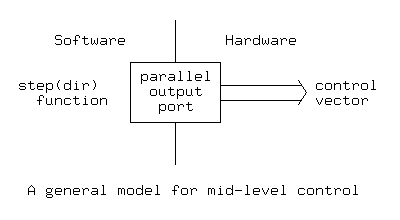 Software
Hardware
step(dir)
function
parallel
output
port
control
vector
A general model for mid-level control